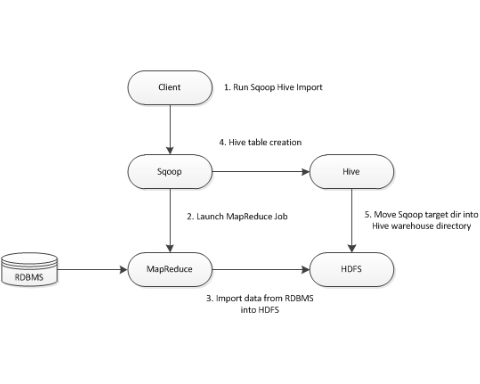 Client
1. Run Sqoop Hive Import
4. Hive table creation
Sqoop
Hive
2. Launch MapReduce Job
5. Move Sqoop target dir into
Hive warehouse directory
RDBMS
MapReduce
HDFS
3. Import data from RDBMS
into HDFS